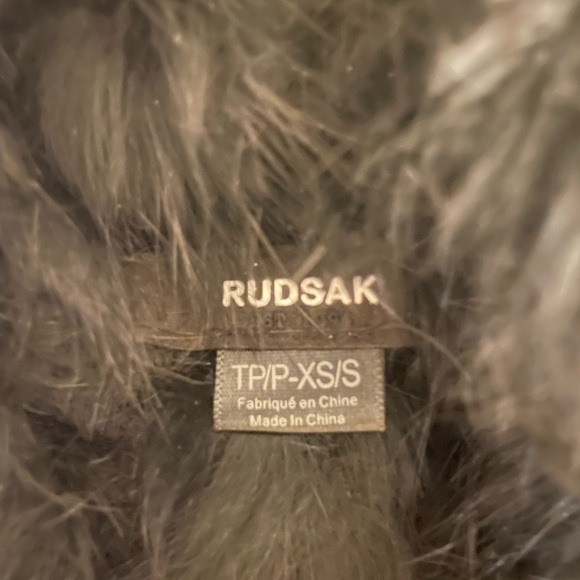 RUDSAK
TP/P-XS/S
Fabriqué en Chine
Made In China